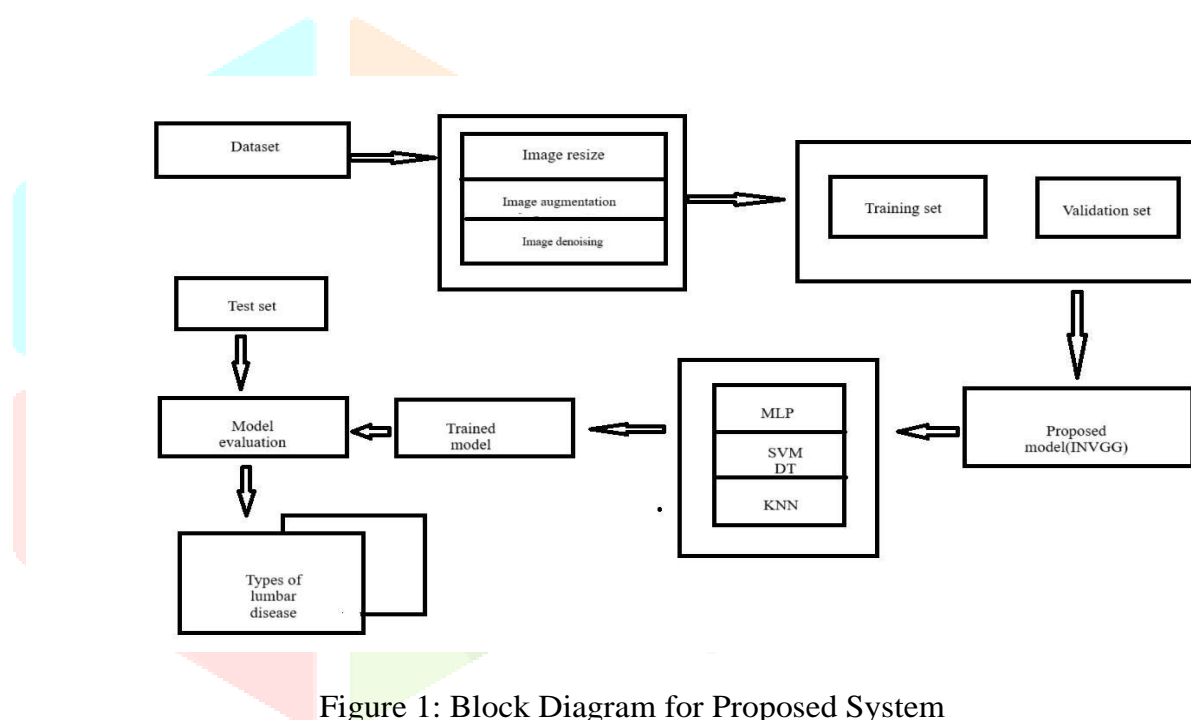 Dataset
Image resize
Image augmentation
Image denoising
Training set
Validation set
Test set
Model
evaluation
Trained
model
MLP
SVM
DT
KNN
Proposed
model(INVGG)
Types of
lumbar
disease
Figure 1: Block Diagram for Proposed System